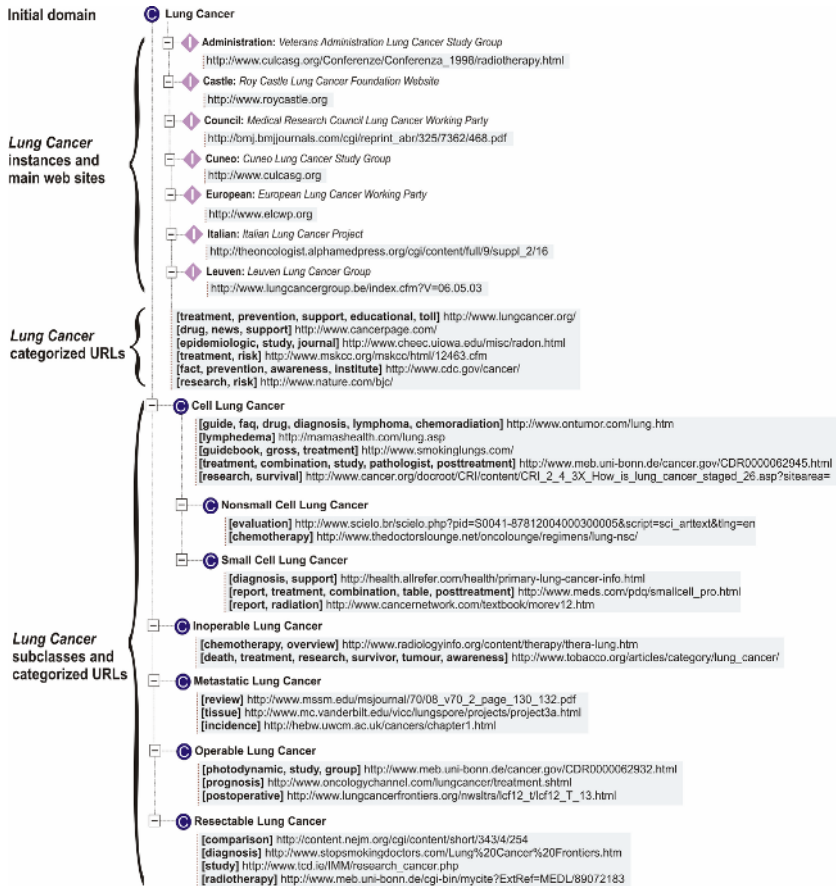 Initial domain
Lung Cancer
Administration: Veterans Administration Lung Cancer Study Group
http://www.culcasg.org/Conferenze/Conferenza_1998/radiotherapy.html
Castle: Roy Castle Lung Cancer Foundation Website
http://www.roycastle.org
Council: Medical Research Council Lung Cancer Working Party
http://bmj.bmjjournals.com/cgi/reprint_abr/325/7362/468.pdf
Lung Cancer
instances and
main web sites
Cuneo: Cuneo Lung Cancer Study Group
http://www.culcasg.org
European: European Lung Cancer Working Party
http://www.elcwp.org
Italian: Italian Lung Cancer Project
http://theoncologist.alphamedpress.org/cgi/content/full/9/suppl_2/16
Leuven: Leuven Lung Cancer Group
http://www.lungcancergroup.be/index.cfm?V=06.05.03
Lung Cancer
categorized URLs
[treatment, prevention, support, educational, toll] http://www.lungcancer.org/
[drug, news, support] http://www.cancerpage.com/
[epidemiologic, study, journal] http://www.cheec.uiowa.edu/misc/radon.html
[treatment, risk] http://www.mskcc.org/mskcc/html/12463.cfm
[fact, prevention, awareness, institute] http://www.cdc.gov/cancer/
[research, risk] http://www.nature.com/bjc/
Cell Lung Cancer
[guide, faq, drug, diagnosis, lymphoma, chemoradiation] http://www.ontumor.com/lung.htm
[lymphedema] http://mamashealth.com/lung.asp
[guidebook, gross, treatment] http://www.smokinglungs.com/
[treatment, combination, study, pathologist, posttreatment] http://www.meb.uni-bonn.de/cancer.gov/CDR0000062945.html
[research, survival] http://www.cancer.org/docroot/CRI/content/CRI_2_4_3X_How_is_lung_cancer_staged_26.asp?sitearea=
Nonsmall Cell Lung Cancer
[evaluation] http://www.scielo.br/scielo.php?pid=S0041-87812004000300005&script=sci_arttext&tlng=en
[chemotherapy] http://www.thedoctorslounge.net/oncolounge/regimens/lung-nsc/
Small Cell Lung Cancer
[diagnosis, support] http://health.allrefer.com/health/primary-lung-cancer-info.html
[report, treatment, combination, table, posttreatment] http://www.meds.com/pdq/smallcell_pro.html
[report, radiation] http://www.cancernetwork.com/textbook/morev12.htm
Lung Cancer
subclasses and
categorized URLs
Inoperable Lung Cancer
[chemotherapy, overview] http://www.radiologyinfo.org/content/therapy/thera-lung.htm
[death, treatment, research, survivor, tumour, awareness] http://www.tobacco.org/articles/category/lung_cancer/
Metastatic Lung Cancer
[review] http://www.mssm.edu/msjournal/70/08_v70_2_page_130_132.pdf
[tissue] http://www.mc.vanderbilt.edu/vicc/lungspore/projects/project3a.html
[incidence] http://hebw.uwcm.ac.uk/cancers/chapter1.html
Operable Lung Cancer
[photodynamic, study, group] http://www.meb.uni-bonn.de/cancer.gov/CDR0000062932.html
[prognosis] http://www.oncologychannel.com/lungcancer/treatment.shtml
[postoperative] http://www.lungcancerfrontiers.org/nwsltra/lcf12_t/lcf12_T_13.html
Resectable Lung Cancer
[comparison] http://content.nejm.org/cgi/content/short/343/4/254
[diagnosis] http://www.stopsmokingdoctors.com/Lung%20Cancer%20Frontiers.htm
[study] http://www.tcd.ie/IMM/research_cancer.php
[radiotherapy] http://www.meb.uni-bonn.de/cgi-bin/mycite?ExtRef=MEDL/89072183